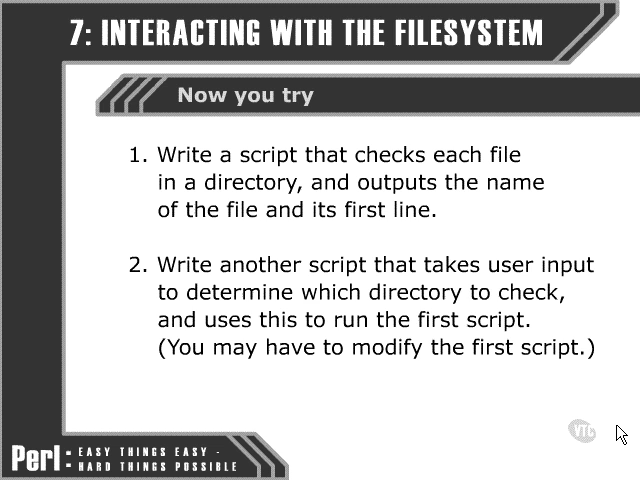 7: INTERACTING WITH THE FILESYSTEM
Now you try
1. Write a script that checks each file
in a directory, and outputs the name
of the file and its first line.
2. Write another script that takes user input
to determine which directory to check,
and uses this to run the first script.
(You may have to modify the first script.)
VTC
Perl: EASY THINGS EASY -
HARD THINGS POSSIBLE